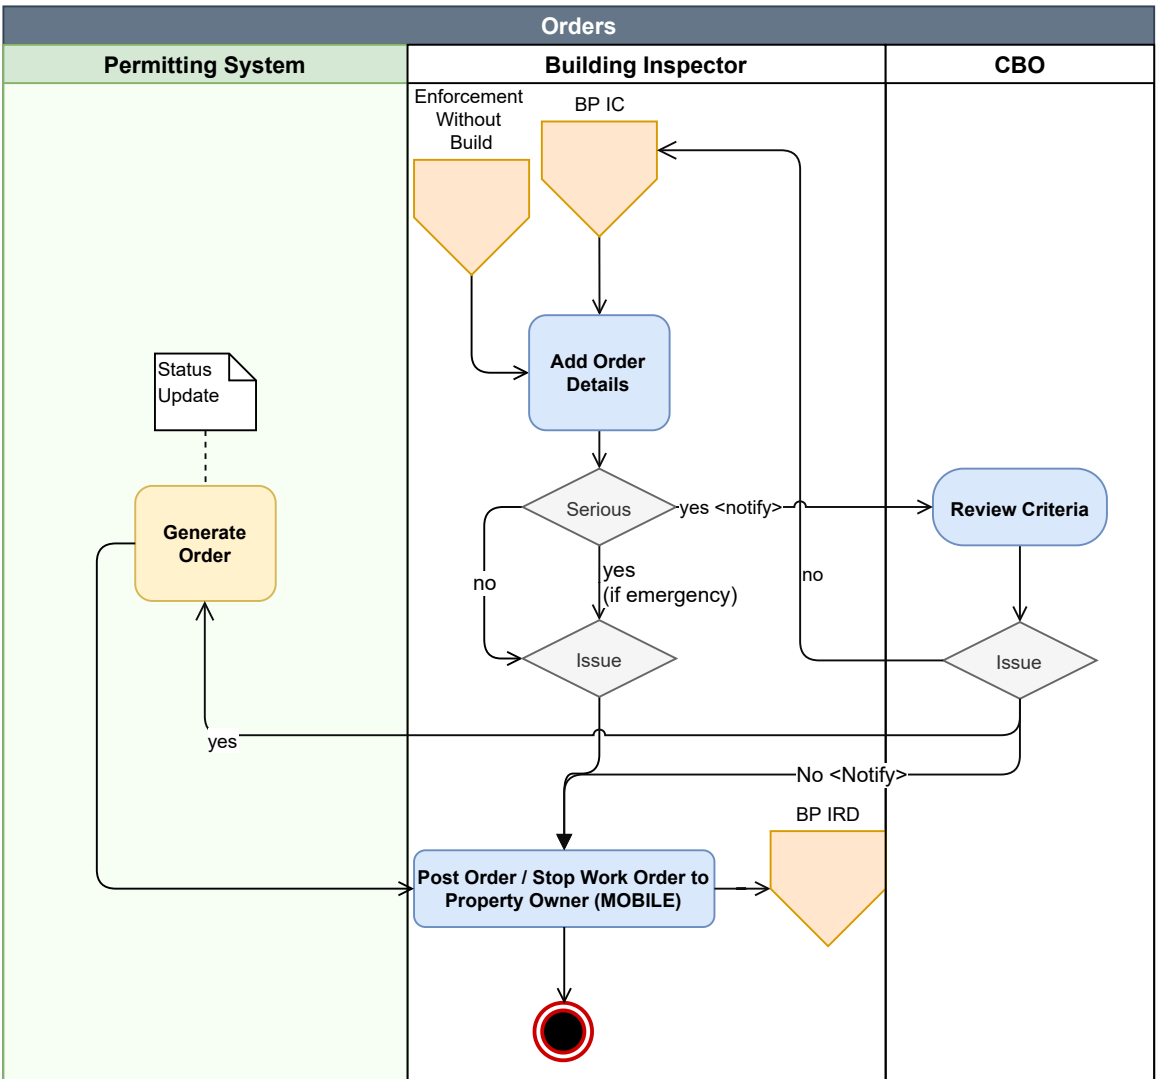 Orders
Permitting System
Building Inspector
CBO
Enforcement
Without
Build
BP IC
Add Order
Details
Status
Update
Serious
yes <notify>
Review Criteria
Generate
Order
no
yes
(if emergency)
no
Issue
Issue
yes
No <Notify>
BP IRD
Post Order / Stop Work Order to
Property Owner (MOBILE)